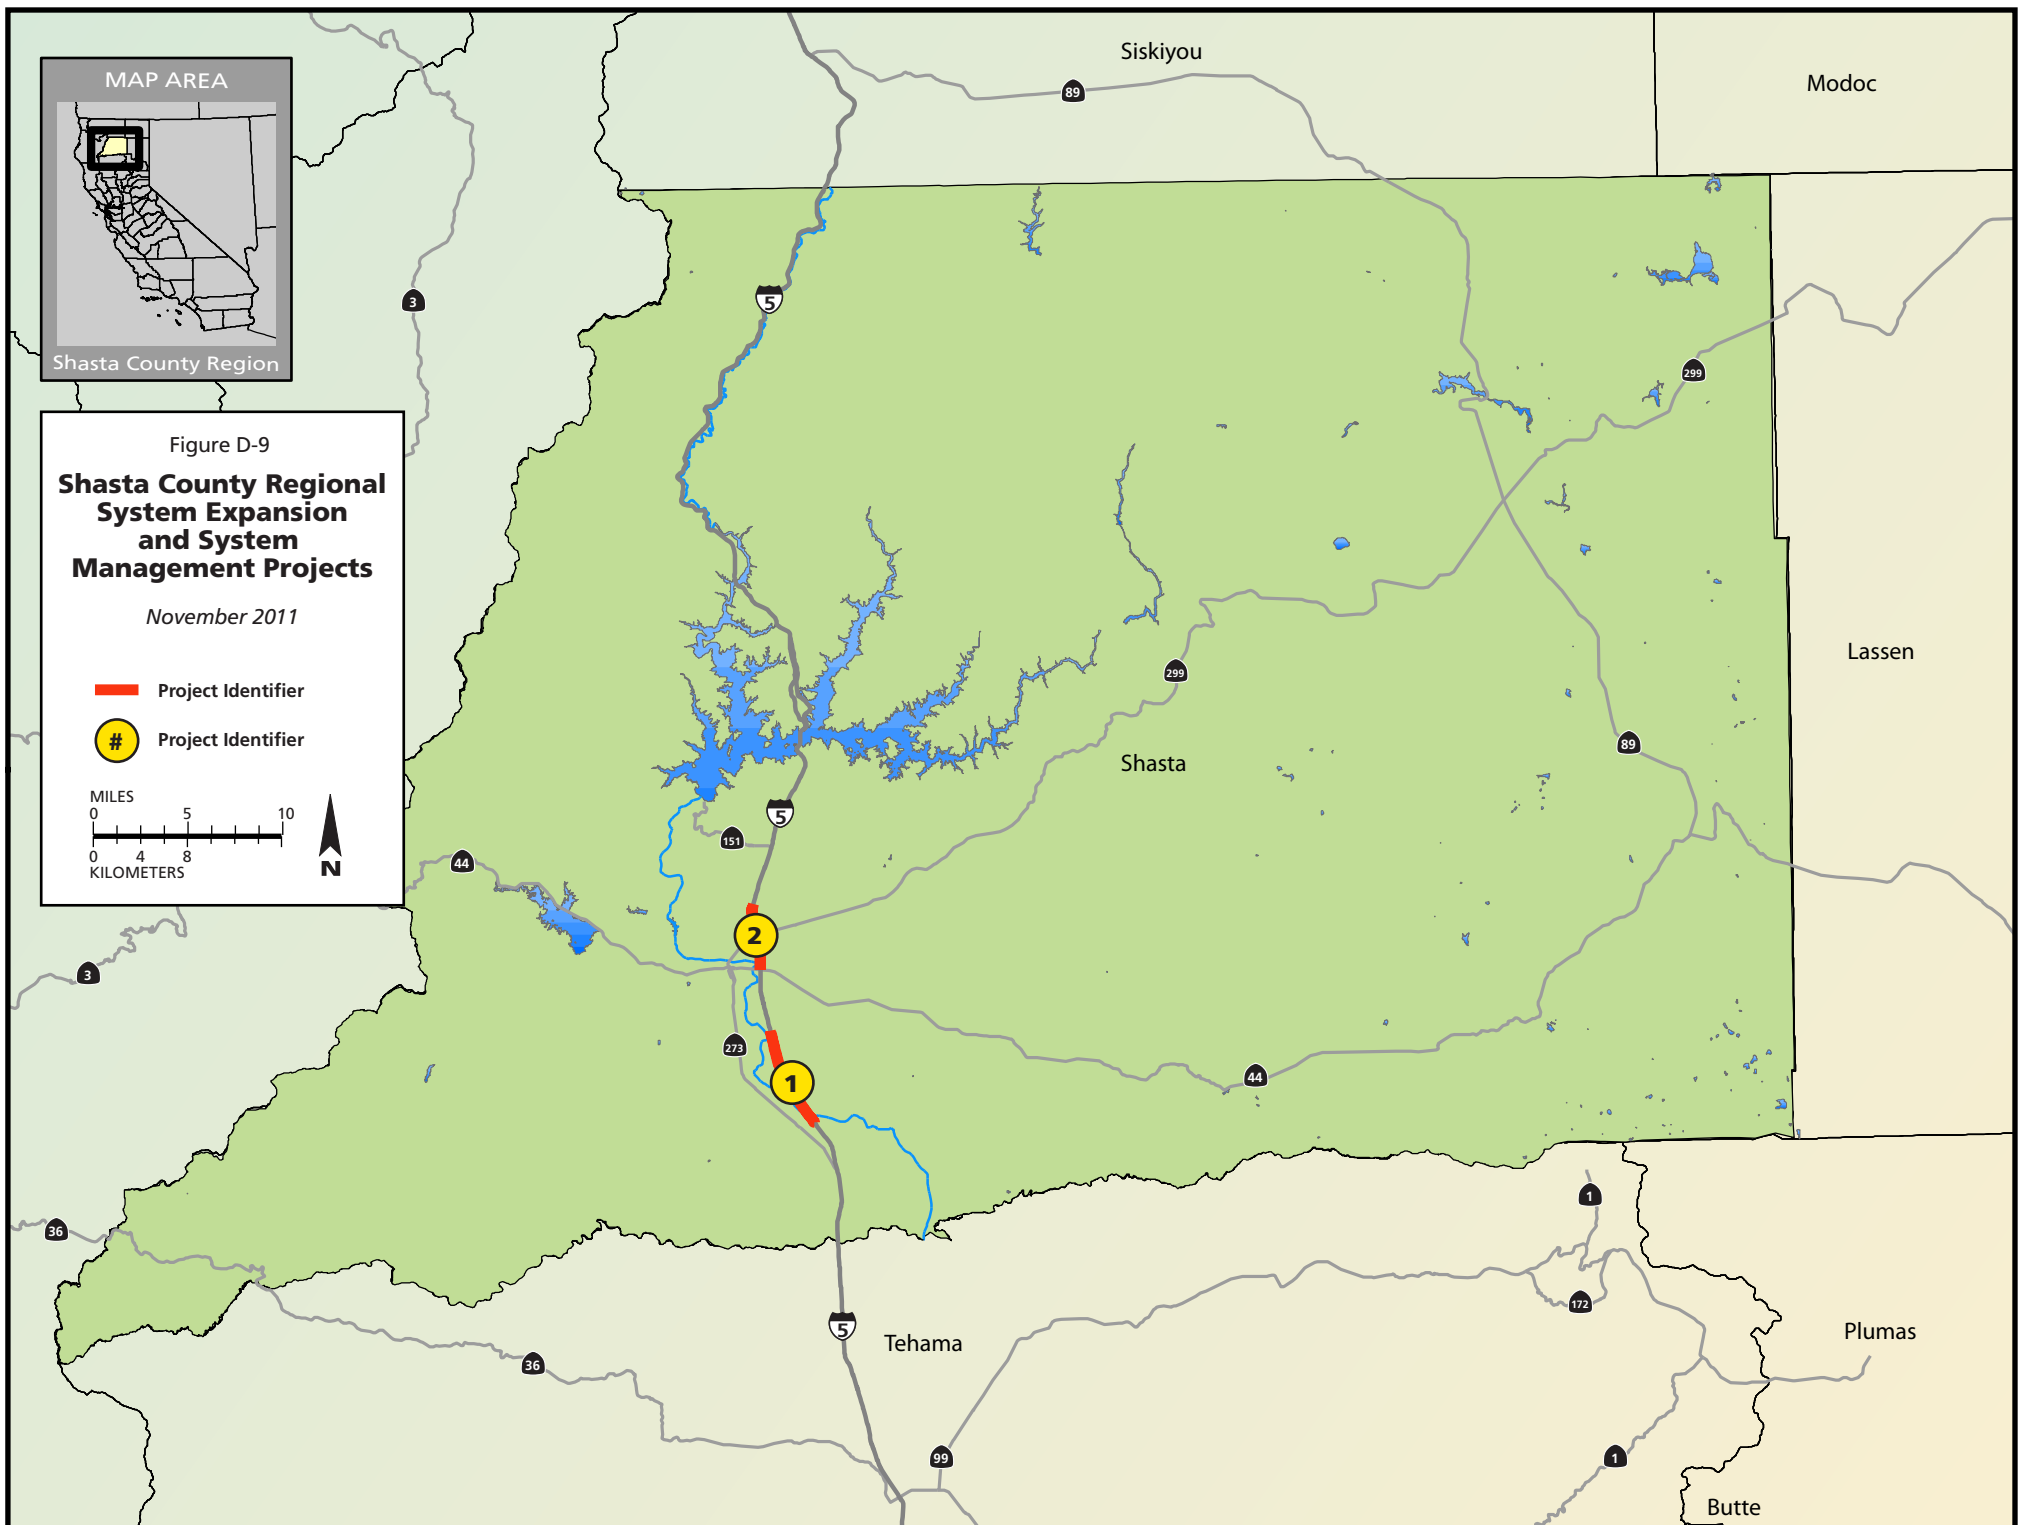 MAP AREA
Shasta County Region
Figure D-9
Shasta County Regional
System Expansion
and System
Management Projects
November 2011
Project Identifier
# Project Identifier
MILES
0 5 10
0 4 8
KILOMETERS
N
Siskiyou
Modoc
89
3
5
299
299
Lassen
Shasta
89
5
151
44
2
3
273
1
44
36
1
172
5
Tehama
Plumas
36
99
1
Butte